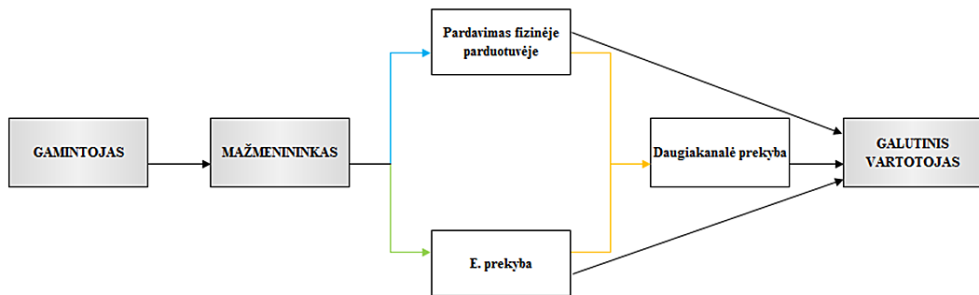 Pardavimas fizinėje
parduotuvėje
GAMINTOJAS
MAŽMENININKAS
Daugiakanalė prekyba
GALUTINIS
VARTOTOJAS
E. prekyba